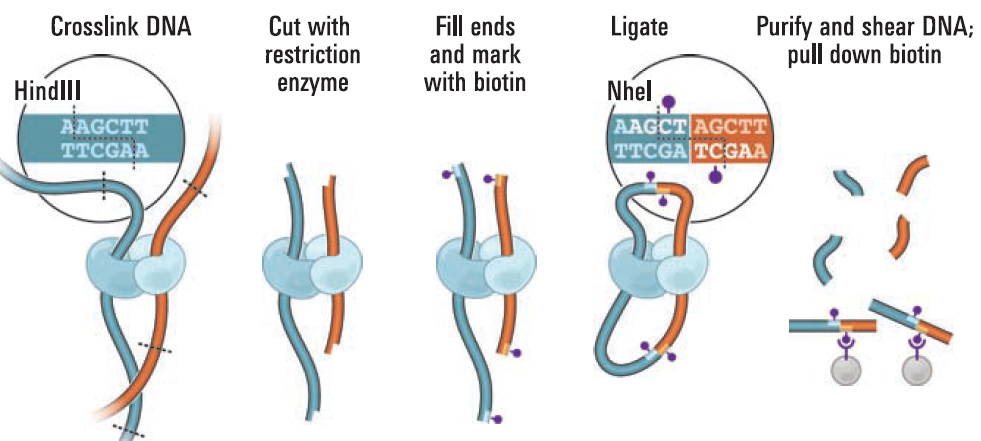 Crosslink DNA
Cut with
restriction
enzyme
Fill ends
and mark
with biotin
Ligate
Purify and shear DNA;
pull down biotin
HindIII
AAGCTT
TTCGAA
NheI
AAGCT AGCTT
TTCGA TCGAA